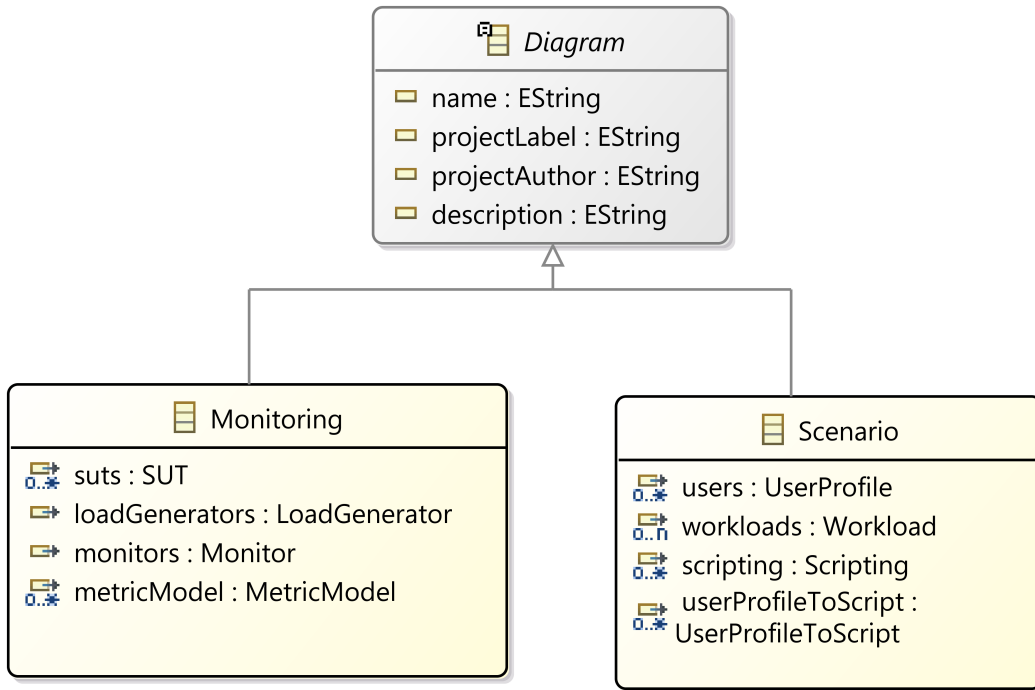 Diagram
name : EString
projectLabel : EString
projectAuthor : EString
description : EString
Monitoring
0..* suts : SUT
loadGenerators : LoadGenerator
monitors : Monitor
0..* metricModel : MetricModel
Scenario
0..* users : UserProfile
0..n workloads : Workload
0..* scripting : Scripting
0..* userProfileToScript :
UserProfileToScript